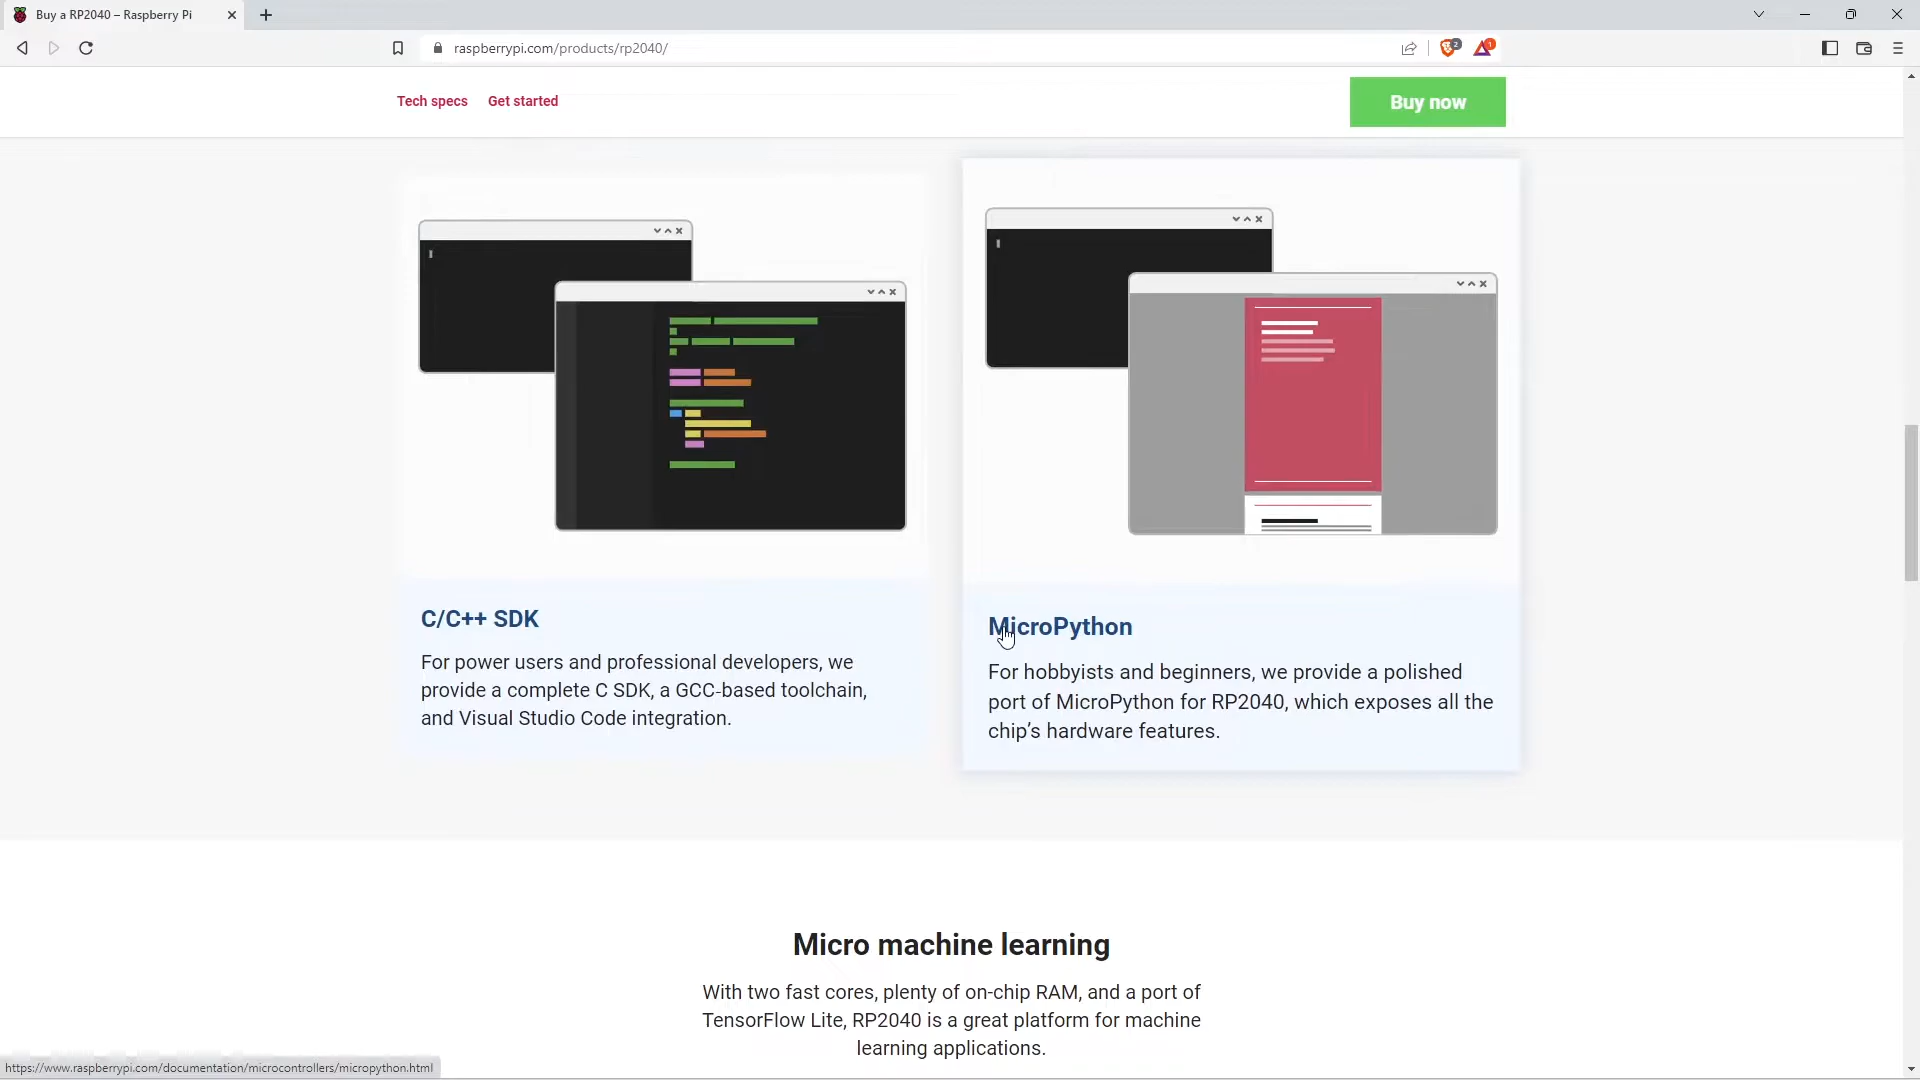 Buy a RP2040 – Raspberry Pi
raspberrypi.com/products/rp2040/
2
1
Tech specs
Get started
Buy now
C/C++ SDK
For power users and professional developers, we
provide a complete C SDK, a GCC-based toolchain,
and Visual Studio Code integration.
MicroPython
For hobbyists and beginners, we provide a polished
port of MicroPython for RP2040, which exposes all the
chip’s hardware features.
Micro machine learning
With two fast cores, plenty of on-chip RAM, and a port of
TensorFlow Lite, RP2040 is a great platform for machine
learning applications.
https://www.raspberrypi.com/documentation/microcontrollers/micropython.html